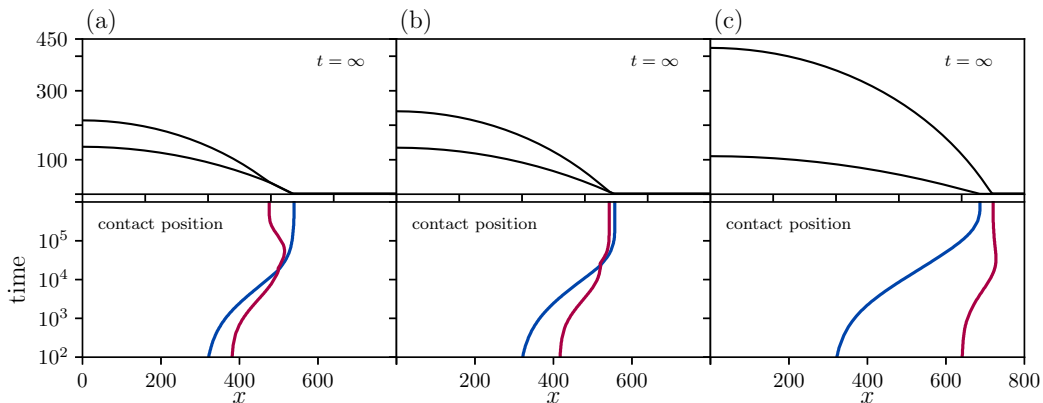 (a) (b) (c)
450
300
100
t = ∞ t = ∞ t = ∞
contact position contact position contact position
time
10^5
10^4
10^3
10^2
0 200 400 600 200 400 600 200 400 600 800
x x x